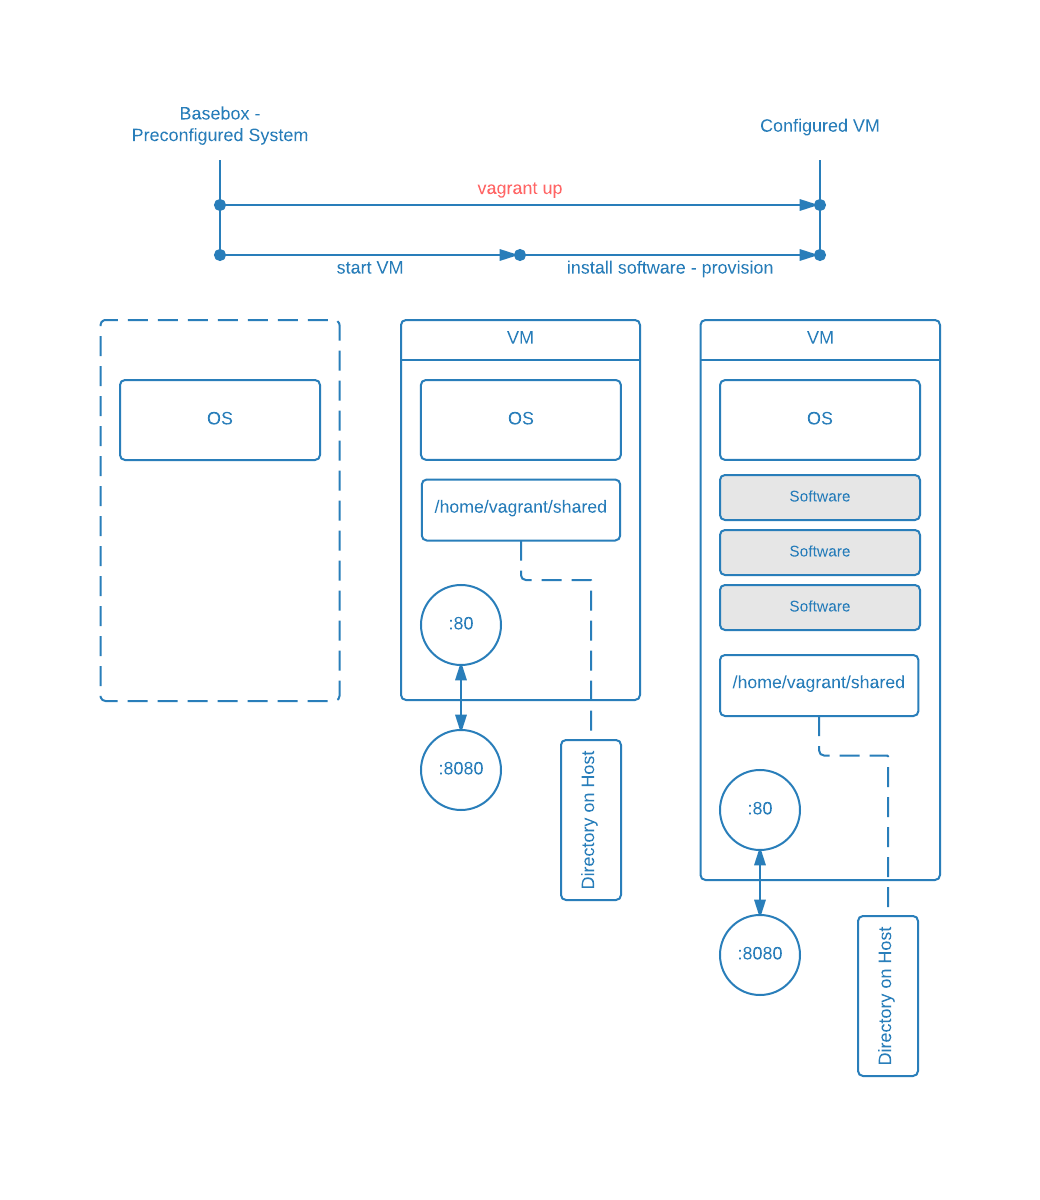 Basebox -
Preconfigured System
Configured VM
vagrant up
start VM
install software - provision
OS
VM
OS
/home/vagrant/shared
:80
:8080
Directory on Host
VM
OS
Software
Software
Software
/home/vagrant/shared
:80
:8080
Directory on Host